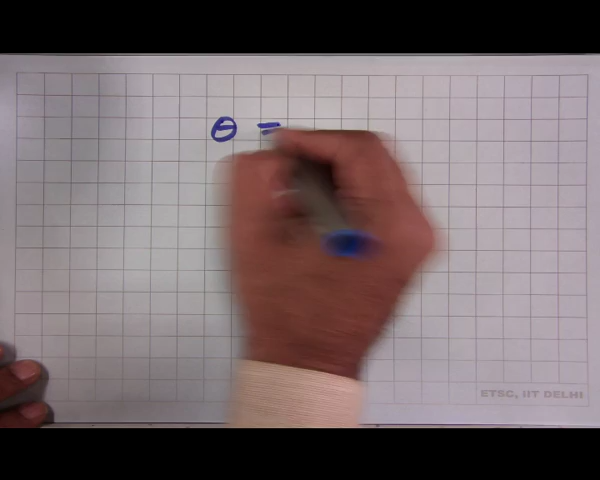 θ =
ETSC, IIT DELHI